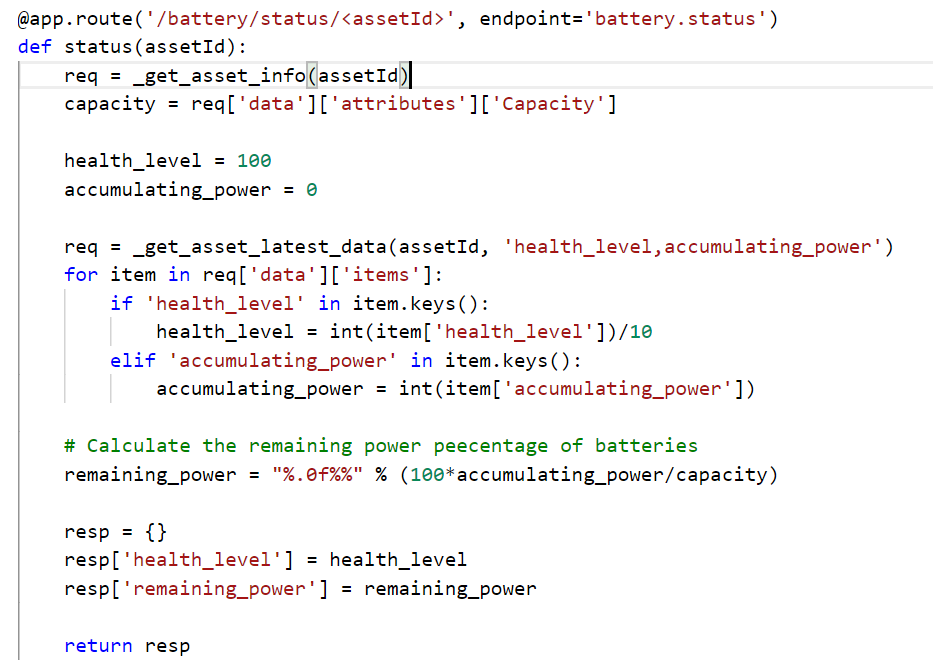 @app.route('/battery/status/<assetId>', endpoint='battery.status')
def status(assetId):
    req = _get_asset_info(assetId)
    capacity = req['data']['attributes']['Capacity']

    health_level = 100
    accumulating_power = 0

    req = _get_asset_latest_data(assetId, 'health_level,accumulating_power')
    for item in req['data']['items']:
        if 'health_level' in item.keys():
            health_level = int(item['health_level'])/10
        elif 'accumulating_power' in item.keys():
            accumulating_power = int(item['accumulating_power'])

    # Calculate the remaining power peecentage of batteries
    remaining_power = "%.0f%%" % (100*accumulating_power/capacity)

    resp = {}
    resp['health_level'] = health_level
    resp['remaining_power'] = remaining_power

    return resp